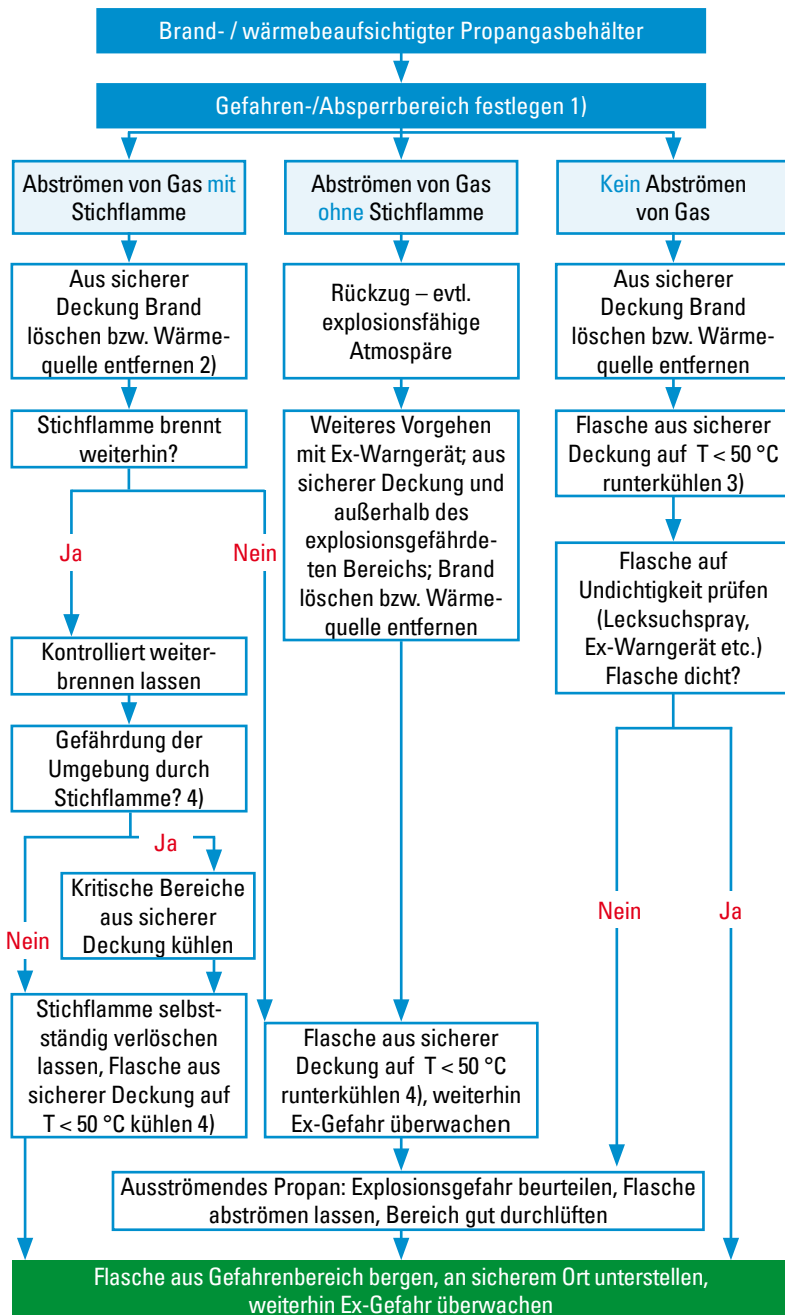 Brand- / wärmebeaufsichtigter Propangasbehälter
Gefahren-/Absperrbereich festlegen 1)
Abströmen von Gas mit
Stichflamme
Abströmen von Gas
ohne Stichflamme
Kein Abströmen
von Gas
Aus sicherer
Deckung Brand
löschen bzw. Wärme-
quelle entfernen 2)
Rückzug – evtl.
explosionsfähige
Atmospäre
Aus sicherer
Deckung Brand
löschen bzw. Wärme-
quelle entfernen
Stichflamme brennt
weiterhin?
Weiteres Vorgehen
mit Ex-Warngerät; aus
sicherer Deckung und
außerhalb des
explosionsgefährde-
ten Bereichs; Brand
löschen bzw. Wärme-
quelle entfernen
Flasche aus sicherer
Deckung auf T < 50 °C
runterkühlen 3)
Ja
Nein
Flasche auf
Undichtigkeit prüfen
(Lecksuchspray,
Ex-Warngerät etc.)
Flasche dicht?
Kontrolliert weiter-
brennen lassen
Gefährdung der
Umgebung durch
Stichflamme? 4)
Ja
Kritische Bereiche
aus sicherer
Deckung kühlen
Nein
Nein
Ja
Stichflamme selbst-
ständig verlöschen
lassen, Flasche aus
sicherer Deckung auf
T < 50 °C kühlen 4)
Flasche aus sicherer
Deckung auf T < 50 °C
runterkühlen 4), weiterhin
Ex-Gefahr überwachen
Ausströmendes Propan: Explosionsgefahr beurteilen, Flasche
abströmen lassen, Bereich gut durchlüften
Flasche aus Gefahrenbereich bergen, an sicherem Ort unterstellen,
weiterhin Ex-Gefahr überwachen